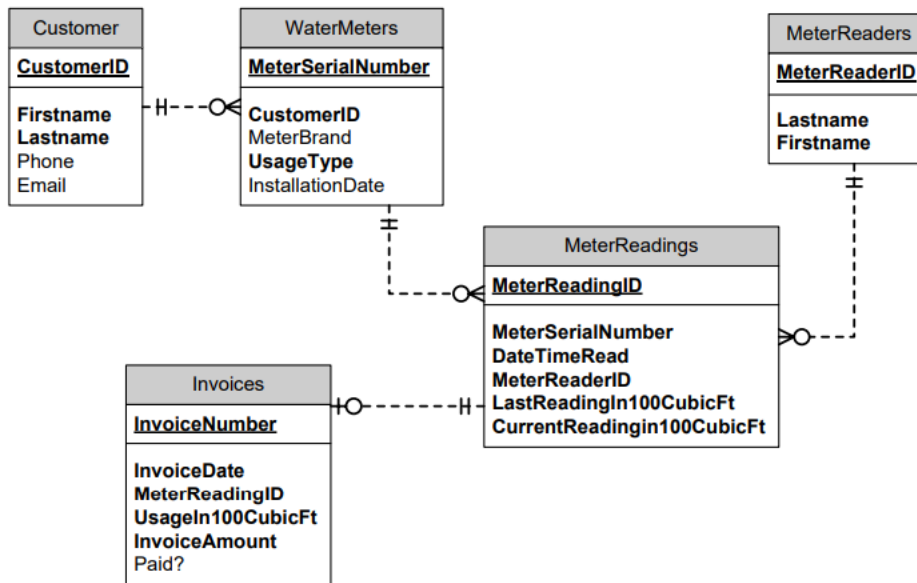 Customer
CustomerID
Firstname
Lastname
Phone
Email
WaterMeters
MeterSerialNumber
CustomerID
MeterBrand
UsageType
InstallationDate
MeterReaders
MeterReaderID
Lastname
Firstname
MeterReadings
MeterReadingID
MeterSerialNumber
DateTimeRead
MeterReaderID
LastReadingIn100CubicFt
CurrentReadingin100CubicFt
Invoices
InvoiceNumber
InvoiceDate
MeterReadingID
UsageIn100CubicFt
InvoiceAmount
Paid?